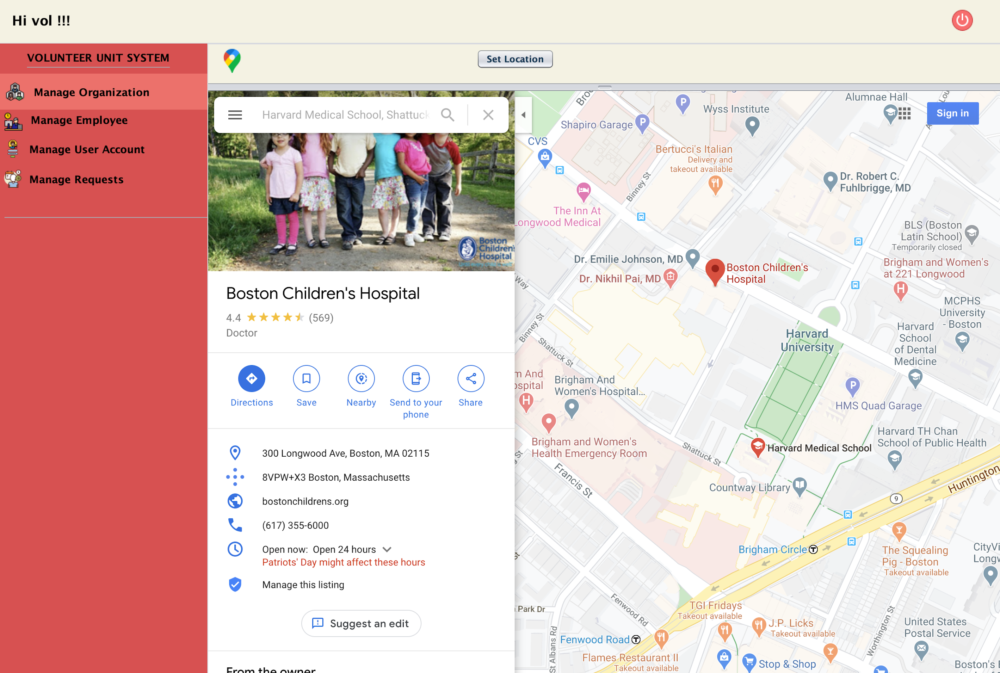 Hi vol !!!
VOLUNTEER UNIT SYSTEM
Manage Organization
Manage Employee
Manage User Account
Manage Requests
Set Location
Harvard Medical School, Shattuck
Boston
Children's
Hospital
Boston Children's Hospital
4.4
(569)
Doctor
Directions
Save
Nearby
Send to your
phone
Share
300 Longwood Ave, Boston, MA 02115
8VPW+X3 Boston, Massachusetts
bostonchildrens.org
(617) 355-6000
Open now: Open 24 hours
Patriots' Day might affect these hours
Manage this listing
Suggest an edit
From the owner
Sign in
Alumnae Hall
Wyss Institute
P
Shapiro Garage
P
CVS
Bertucci's Italian
Delivery and
takeout available
Binney St
Dr. Robert C.
Fuhlbrigge, MD
The Inn At
Longwood Medical
BLS (Boston
Latin School)
Temporarily closed
Dr. Emilie Johnson, MD
Dr. Nikhil Pai, MD
Boston Children's
Hospital
Brigham and Women's
at 221 Longwood
H
Way
MCPHS
University
- Boston
Binney St
Shattuck St
Harvard
University
Harvard
School
of Dental
Medicine
P
HMS Quad Garage
m And
ospital
H
Brigham And
Women's Hospital...
Brigham and Women's
Health Emergency Room
Harvard TH Chan
School of Public Health
Shattuck St
Harvard Medical School
Francis St
Countway Library
Huntington
9
Brigham Circle
T
The Squealing
Pig - Boston
Takeout available
CityVi
Longw
Park Dr
Fenwood Rd
TGI Fridays
Takeout available
J.P. Licks
Takeout available
Worthington St
United States
Postal Service
St Albans Rd
Fenwood Road
T
Flames Restaurant II
Takeout available
Stop & Shop
Boston's